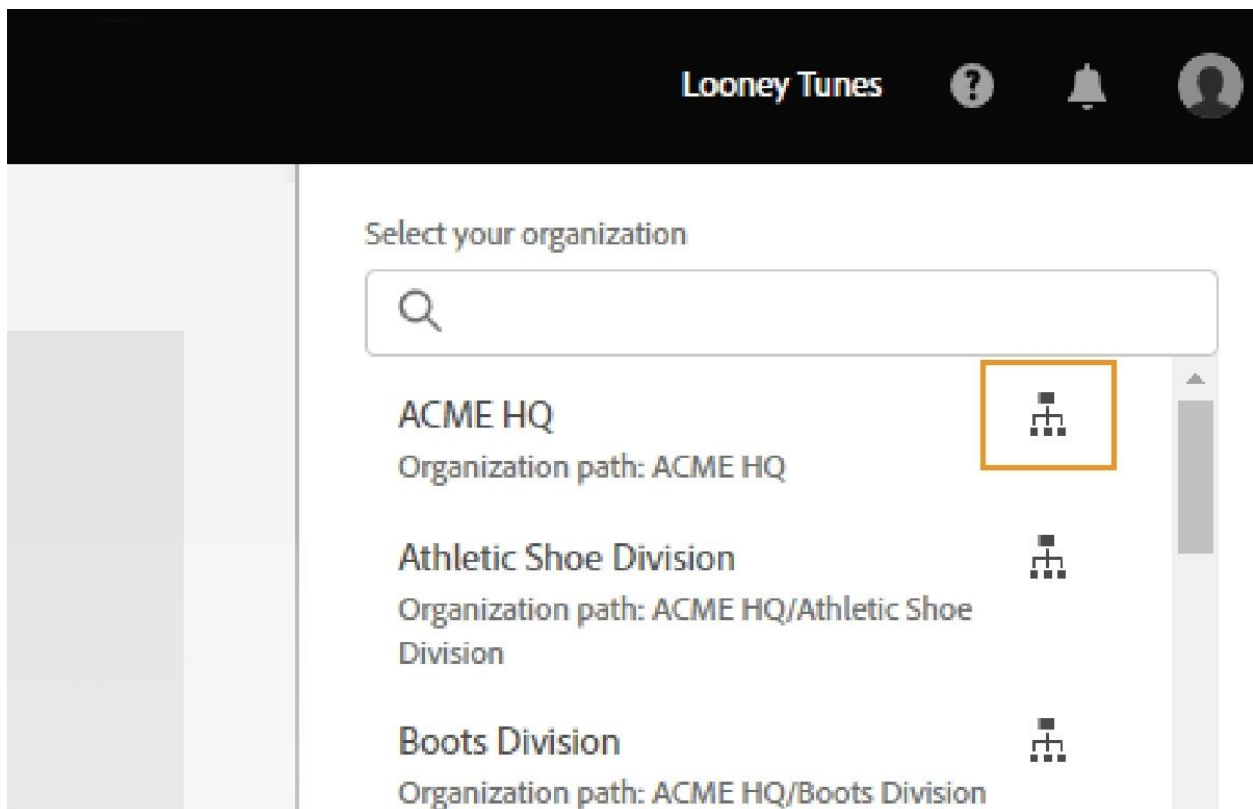 Looney Tunes
Select your organization
ACME HQ
Organization path: ACME HQ
Athletic Shoe Division
Organization path: ACME HQ/Athletic Shoe
Division
Boots Division
Organization path: ACME HQ/Boots Division